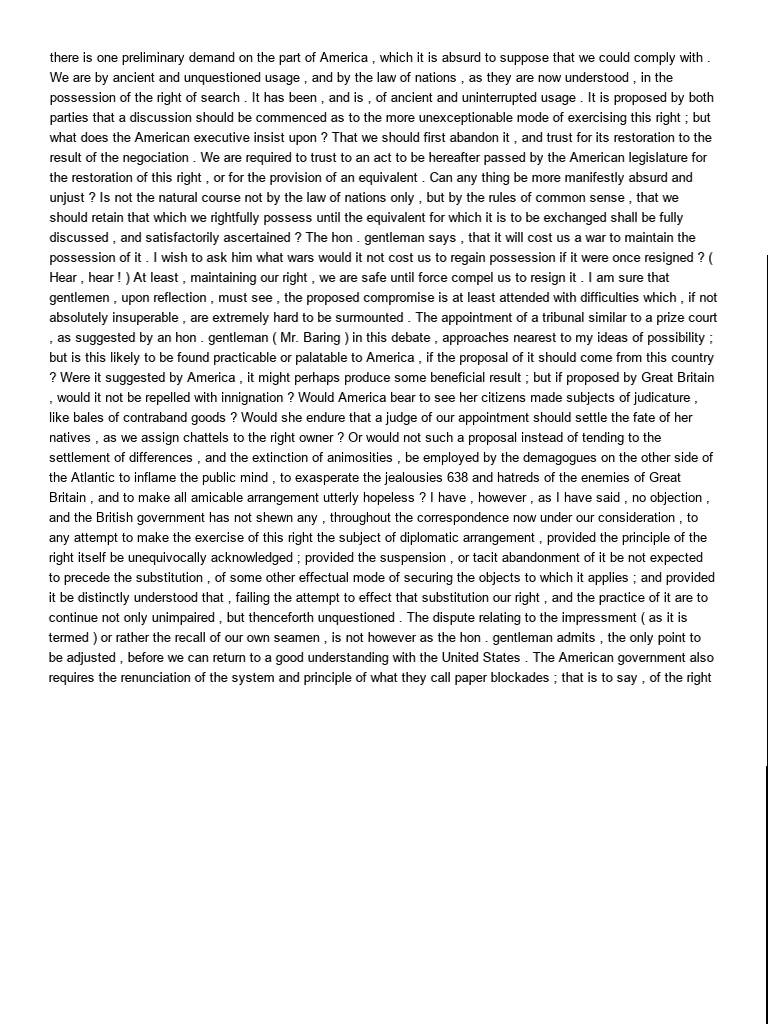 there is one preliminary demand on the part of America , which it is absurd to suppose that we could comply with .
We are by ancient and unquestioned usage , and by the law of nations , as they are now understood , in the
possession of the right of search . It has been , and is , of ancient and uninterrupted usage . It is proposed by both
parties that a discussion should be commenced as to the more unexceptionable mode of exercising this right ; but
what does the American executive insist upon ? That we should first abandon it , and trust for its restoration to the
result of the negociation . We are required to trust to an act to be hereafter passed by the American legislature for
the restoration of this right , or for the provision of an equivalent . Can any thing be more manifestly absurd and
unjust ? Is not the natural course not by the law of nations only , but by the rules of common sense , that we
should retain that which we rightfully possess until the equivalent for which it is to be exchanged shall be fully
discussed , and satisfactorily ascertained ? The hon . gentleman says , that it will cost us a war to maintain the
possession of it . I wish to ask him what wars would it not cost us to regain possession if it were once resigned ? (
Hear , hear ! ) At least , maintaining our right , we are safe until force compel us to resign it . I am sure that
gentlemen , upon reflection , must see , the proposed compromise is at least attended with difficulties which , if not
absolutely insuperable , are extremely hard to be surmounted . The appointment of a tribunal similar to a prize court
, as suggested by an hon . gentleman ( Mr. Baring ) in this debate , approaches nearest to my ideas of possibility ;
but is this likely to be found practicable or palatable to America , if the proposal of it should come from this country
? Were it suggested by America , it might perhaps produce some beneficial result ; but if proposed by Great Britain
, would it not be repelled with innignation ? Would America bear to see her citizens made subjects of judicature ,
like bales of contraband goods ? Would she endure that a judge of our appointment should settle the fate of her
natives , as we assign chattels to the right owner ? Or would not such a proposal instead of tending to the
settlement of differences , and the extinction of animosities , be employed by the demagogues on the other side of
the Atlantic to inflame the public mind , to exasperate the jealousies 638 and hatreds of the enemies of Great
Britain , and to make all amicable arrangement utterly hopeless ? I have , however , as I have said , no objection ,
and the British government has not shewn any , throughout the correspondence now under our consideration , to
any attempt to make the exercise of this right the subject of diplomatic arrangement , provided the principle of the
right itself be unequivocally acknowledged ; provided the suspension , or tacit abandonment of it be not expected
to precede the substitution , of some other effectual mode of securing the objects to which it applies ; and provided
it be distinctly understood that , failing the attempt to effect that substitution our right , and the practice of it are to
continue not only unimpaired , but thenceforth unquestioned . The dispute relating to the impressment ( as it is
termed ) or rather the recall of our own seamen , is not however as the hon . gentleman admits , the only point to
be adjusted , before we can return to a good understanding with the United States . The American government also
requires the renunciation of the system and principle of what they call paper blockades ; that is to say , of the right